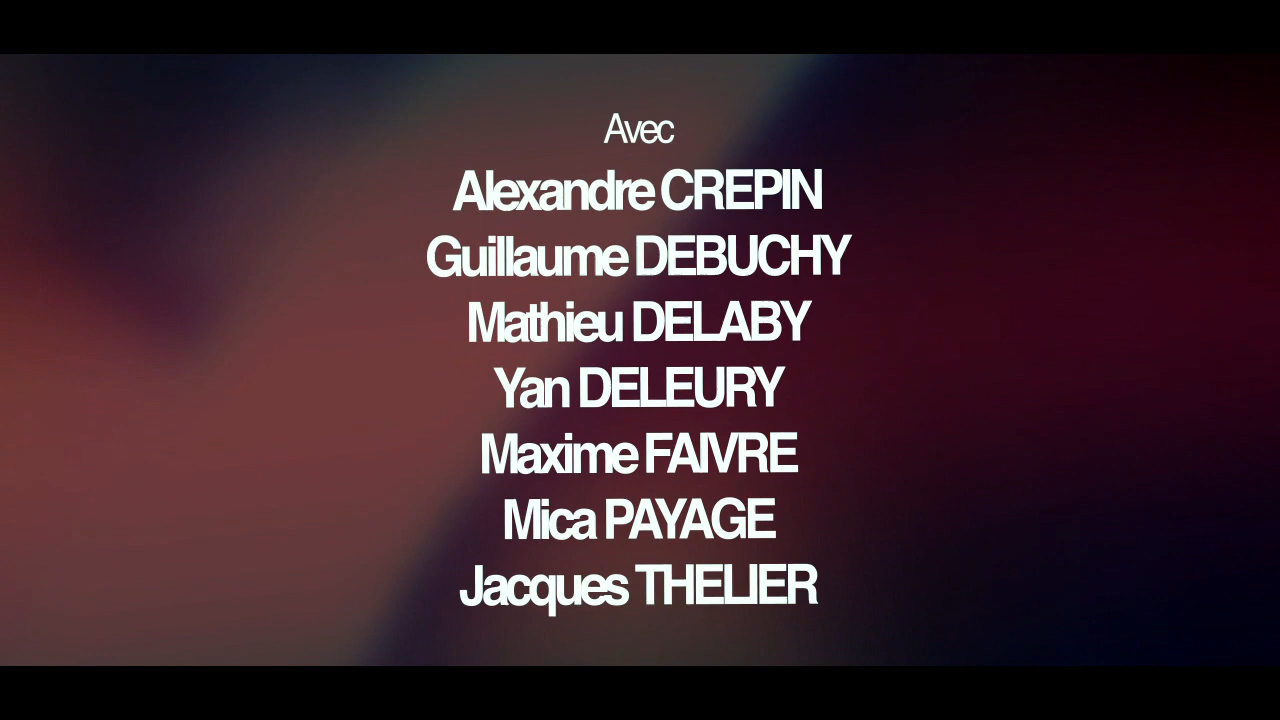 Avec
Alexandre CREPIN
Guillaume DEBUCHY
Mathieu DELABY
Yan DELEURY
Maxime FAIVRE
Mica PAYAGE
Jacques THELIER